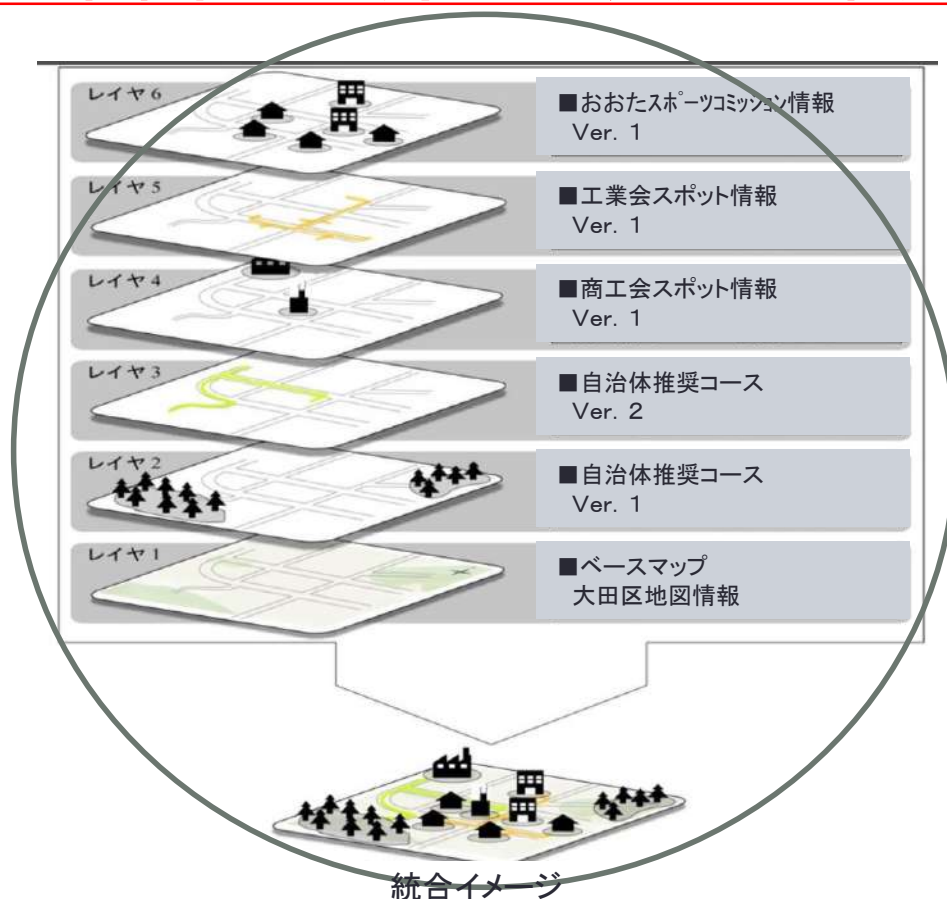 レイヤ6
■おおたスポーツコミッション情報
Ver.1
レイヤ5
■工業会スポット情報
Ver.1
レイヤ4
■商工会スポット情報
Ver.1
レイヤ3
■自治体推奨コース
Ver.2
レイヤ2
■自治体推奨コース
Ver.1
レイヤ1
■ベースマップ
大田区地図情報
統合イメージ